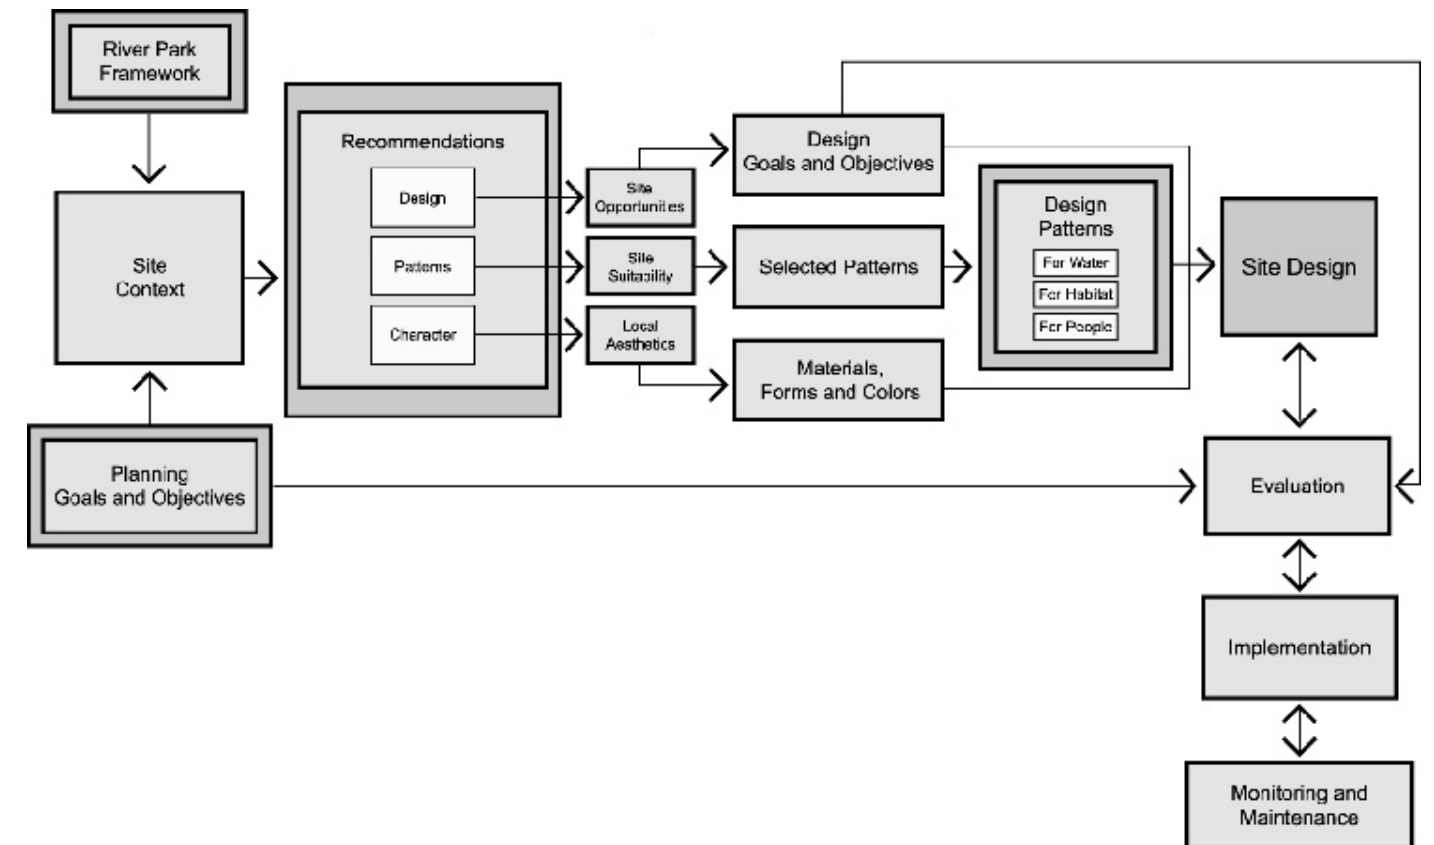 River Park
Framework
Site
Context
Planning
Goals and Objectives
Recommendations
Design
Patterns
Character
Site
Opportunities
Site
Suitability
Local
Aesthetics
Design
Goals and Objectives
Selected Patterns
Materials,
Forms and Colors
Design
Patterns
For Water
For Habitat
For People
Site Design
Evaluation
Implementation
Monitoring and
Maintenance